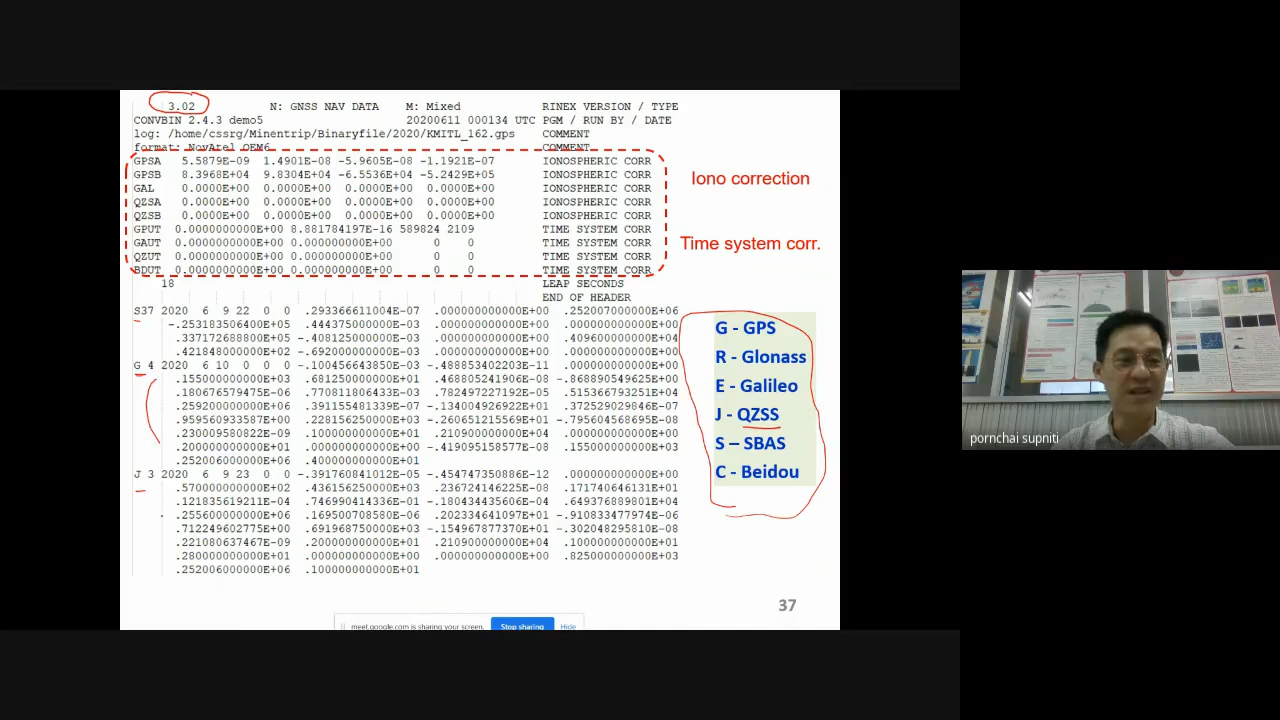 3.02 N: GNSS NAV DATA M: Mixed RINEX VERSION / TYPE
CONVBIN 2.4.3 demo5 20200611 000134 UTC PGM / RUN BY / DATE
log: /home/cssrg/Minentrip/Binaryfile/2020/KMITL_162.gps COMMENT
format: NovAtel OEM6 COMMENT
GPSA 5.5879E-09 1.4901E-08 -5.9605E-08 -1.1921E-07 IONOSPHERIC CORR
GPSB 8.3968E+04 9.8304E+04 -6.5536E+04 -5.2429E+05 IONOSPHERIC CORR
GAL 0.0000E+00 0.0000E+00 0.0000E+00 0.0000E+00 IONOSPHERIC CORR
QZSA 0.0000E+00 0.0000E+00 0.0000E+00 0.0000E+00 IONOSPHERIC CORR
QZSB 0.0000E+00 0.0000E+00 0.0000E+00 0.0000E+00 IONOSPHERIC CORR
GPUT 0.0000000000E+00 8.881784197E-16 589824 2109 TIME SYSTEM CORR
GAUT 0.0000000000E+00 0.000000000E+00 0 0 TIME SYSTEM CORR
QZUT 0.0000000000E+00 0.000000000E+00 0 0 TIME SYSTEM CORR
BDUT 0.0000000000E+00 0.000000000E+00 0 0 TIME SYSTEM CORR
18 LEAP SECONDS
END OF HEADER
Iono correction
Time system corr.
S37 2020 6 9 22 0 0 .293366611004E-07 .000000000000E+00 .252007000000E+06
-.253183506400E+05 .444375000000E-03 .000000000000E+00 .000000000000E+00
.337172688800E+05 -.408125000000E-03 .000000000000E+00 .409600000000E+04
.421848000000E+02 -.692000000000E-03 .000000000000E+00 .000000000000E+00
G 4 2020 6 10 0 0 0 -.100456643850E-03 -.488853402203E-11 .000000000000E+00
.155000000000E+03 .681250000000E+01 .468805241906E-08 -.868890549625E+00
.180676579475E-06 .770811806433E-03 .782497227192E-05 .515366793251E+04
.259200000000E+06 .391155481339E-07 -.134004926922E+01 .372529029846E-07
.959560933587E+00 .228156250000E+03 -.260651215569E+01 -.795604568695E-08
.230009580822E-09 .100000000000E+01 .210900000000E+04 .000000000000E+00
.200000000000E+01 .000000000000E+00 -.419095158577E-08 .155000000000E+03
.252006000000E+06 .400000000000E+01
J 3 2020 6 9 23 0 0 -.391760841012E-05 -.454747350886E-12 .000000000000E+00
.570000000000E+02 .436156250000E+03 .236724146225E-08 .171740646131E+01
.121835619211E-04 .746990414336E-01 -.180434435606E-04 .649376889801E+04
.255600000000E+06 .169500708580E-06 .202334641097E+01 -.910833477974E-06
.712249602775E+00 .691968750000E+03 -.154967877370E+01 -.302048295810E-08
.221080637467E-09 .200000000000E+01 .210900000000E+04 .100000000000E+01
.280000000000E+01 .000000000000E+00 .000000000000E+00 .825000000000E+03
.252006000000E+06 .100000000000E+01
G - GPS
R - Glonass
E - Galileo
J - QZSS
S – SBAS
C - Beidou
37
meet.google.com is sharing your screen. Stop sharing Hide
pornchai supniti